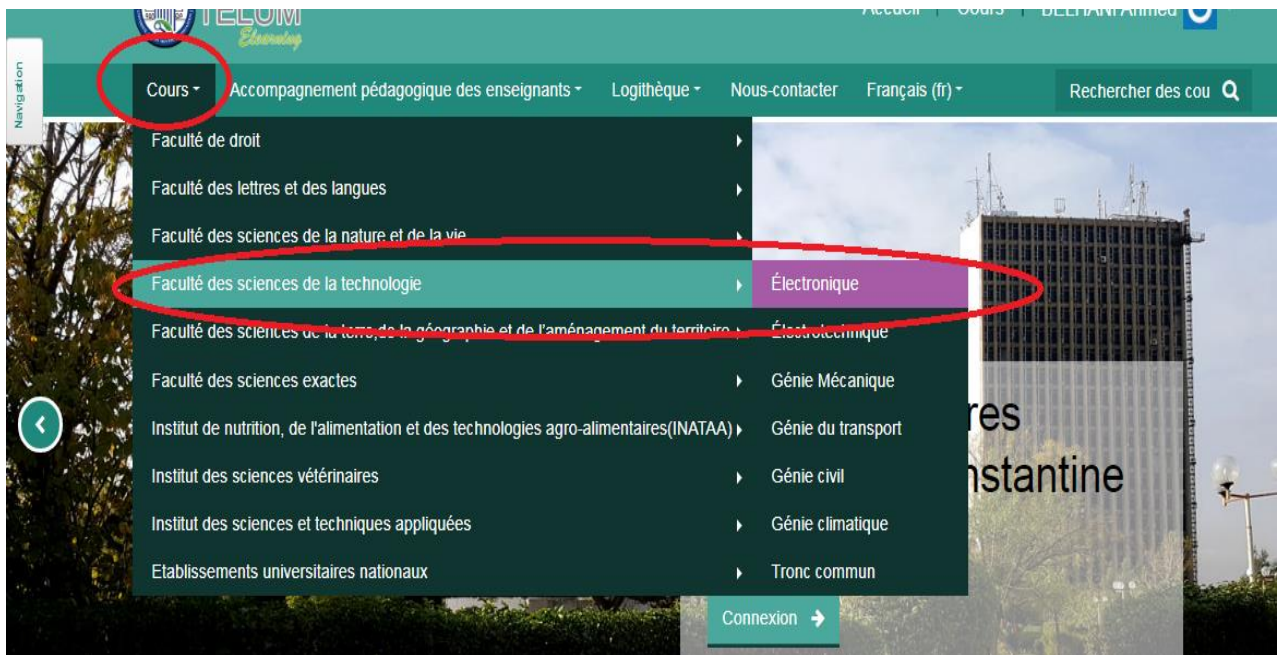 TELUM
Elearning
Accueil | Cours | BELHANI Ahmed
Navigation
Cours
Accompagnement pédagogique des enseignants
Logithèque
Nous-contacter
Français (fr)
Rechercher des cou
Faculté de droit
Faculté des lettres et des langues
Faculté des sciences de la nature et de la vie
Faculté des sciences de la technologie
Électronique
Faculté des sciences de la terre,de la géographie et de l'aménagement du territoire
Électrotechnique
Faculté des sciences exactes
Génie Mécanique
res
Institut de nutrition, de l'alimentation et des technologies agro-alimentaires(INATAA)
Génie du transport
Institut des sciences vétérinaires
Génie civil
nstantine
Institut des sciences et techniques appliquées
Génie climatique
Etablissements universitaires nationaux
Tronc commun
Connexion